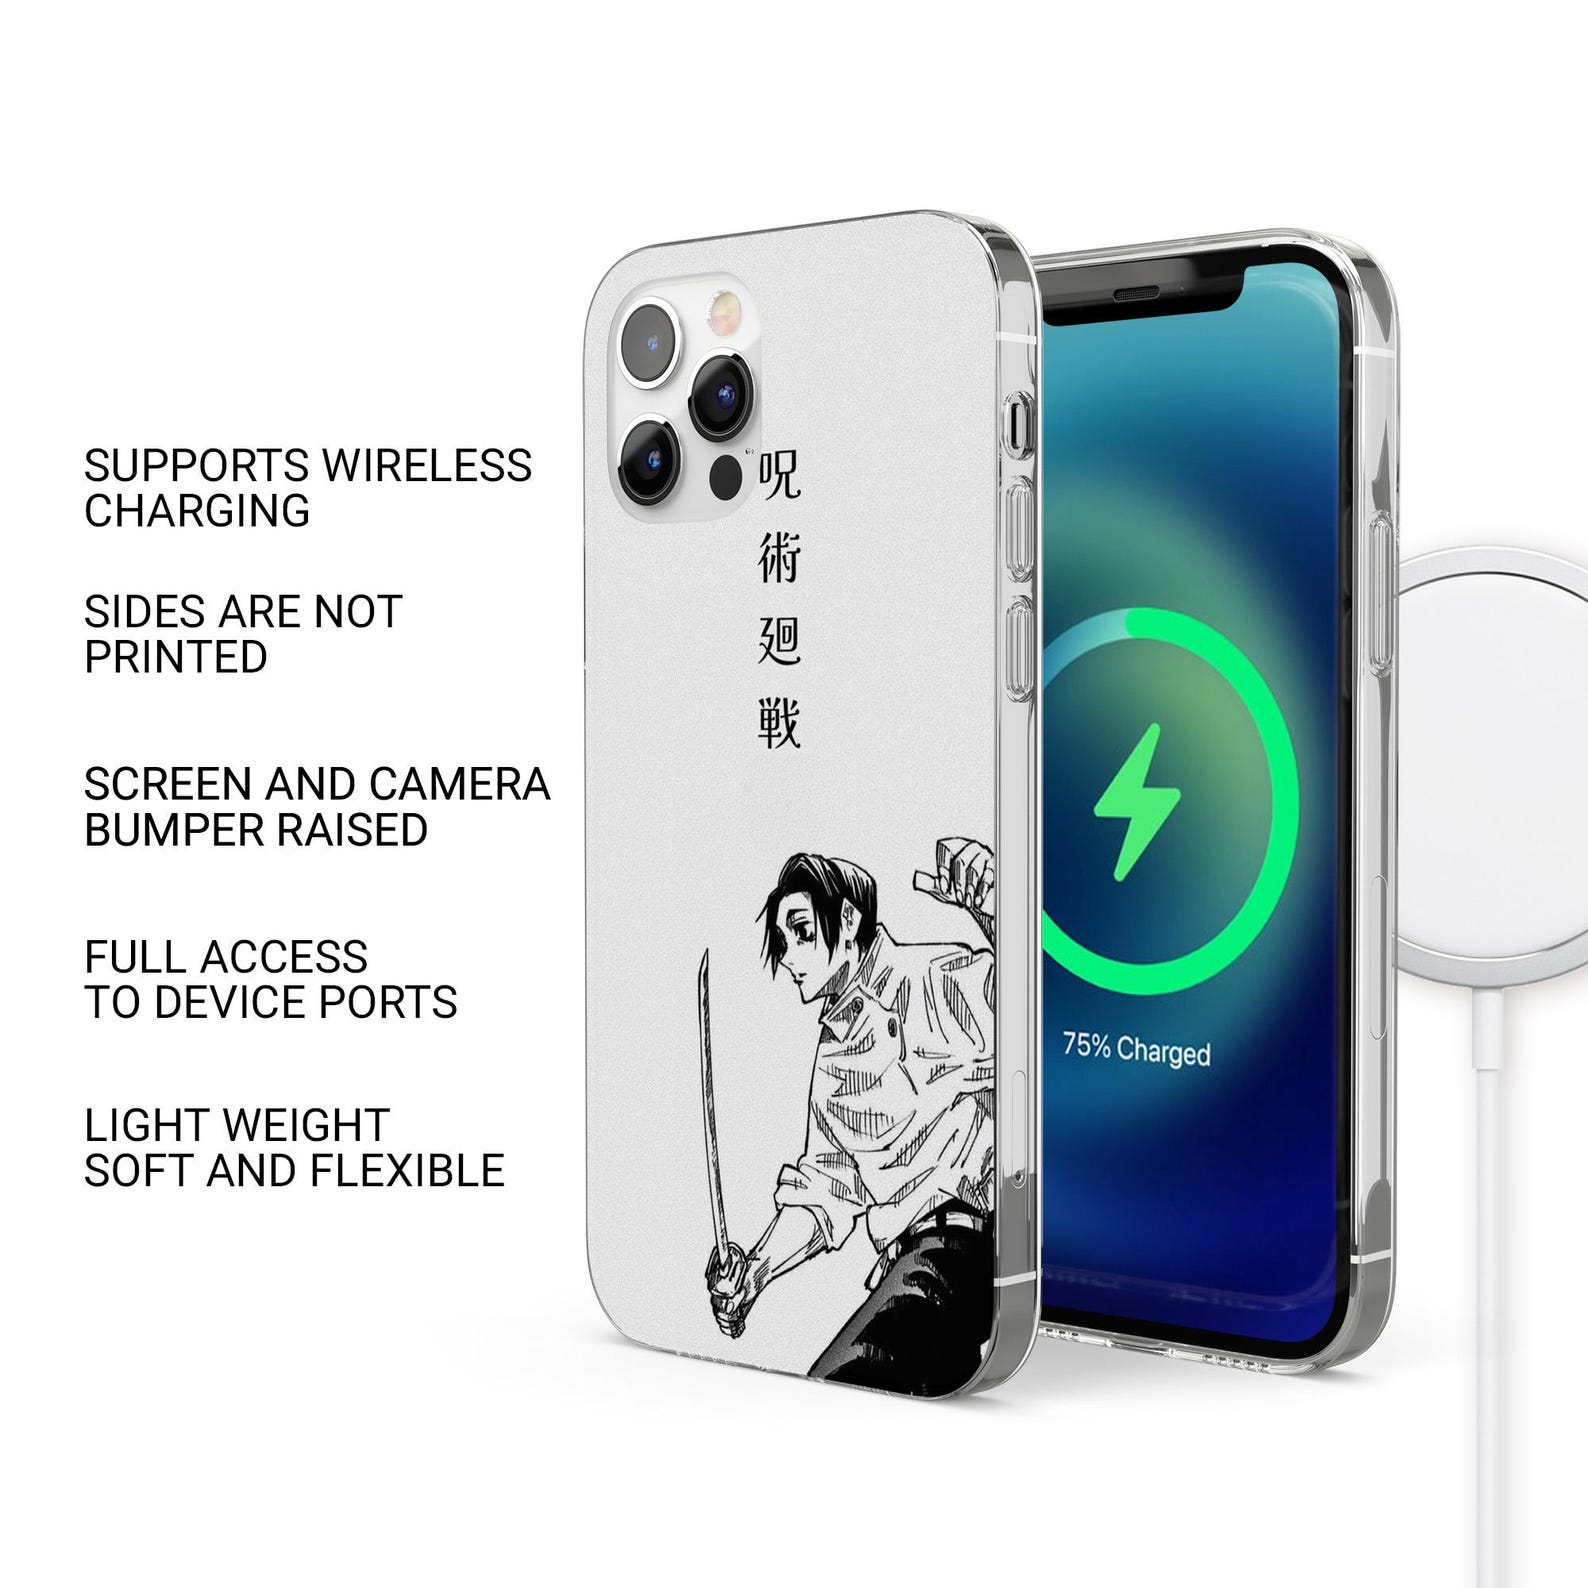 SUPPORTS WIRELESS
CHARGING
SIDES ARE NOT
PRINTED
SCREEN AND CAMERA
BUMPER RAISED
FULL ACCESS
TO DEVICE PORTS
LIGHT WEIGHT
SOFT AND FLEXIBLE
呪術廻戦
75% Charged